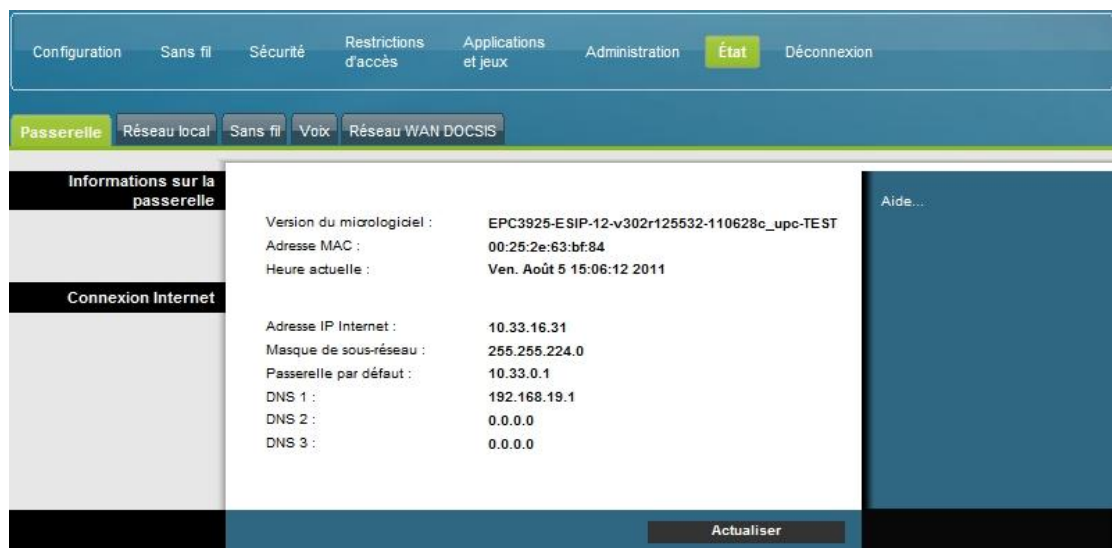 Configuration
Sans fil
Sécurité
Restrictions
d'accès
Applications
et jeux
Administration
État
Déconnexion
Passerelle
Réseau local
Sans fil
Voix
Réseau WAN DOCSIS
Informations sur la
passerelle
Version du micrologiciel : EPC3925-ESIP-12-v302r125532-110628c_upc-TEST
Adresse MAC : 00:25:2e:63:bf:84
Heure actuelle : Ven. Août 5 15:06:12 2011
Aide...
Connexion Internet
Adresse IP Internet : 10.33.16.31
Masque de sous-réseau : 255.255.224.0
Passerelle par défaut : 10.33.0.1
DNS 1 : 192.168.19.1
DNS 2 : 0.0.0.0
DNS 3 : 0.0.0.0
Actualiser